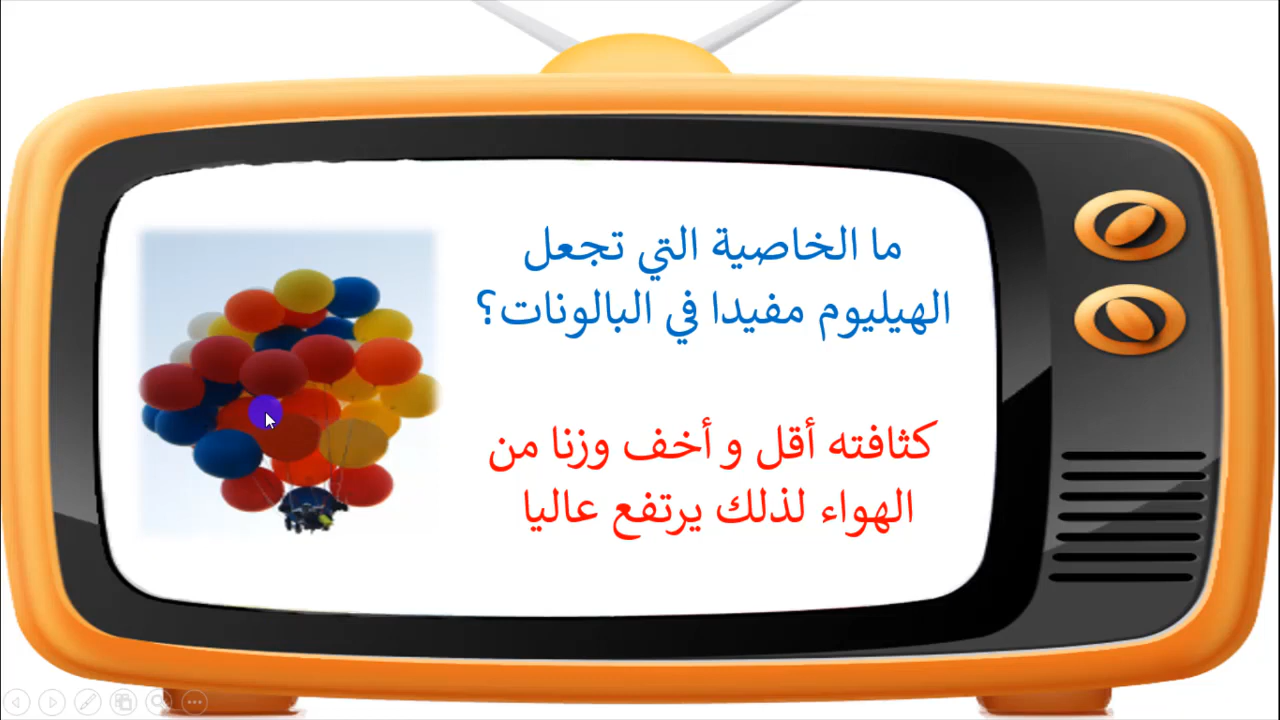 ما الخاصية التي تجعل
الهيليوم مفيدا في البالونات؟
كثافته أقل و أخف وزنا من
الهواء لذلك يرتفع عاليا